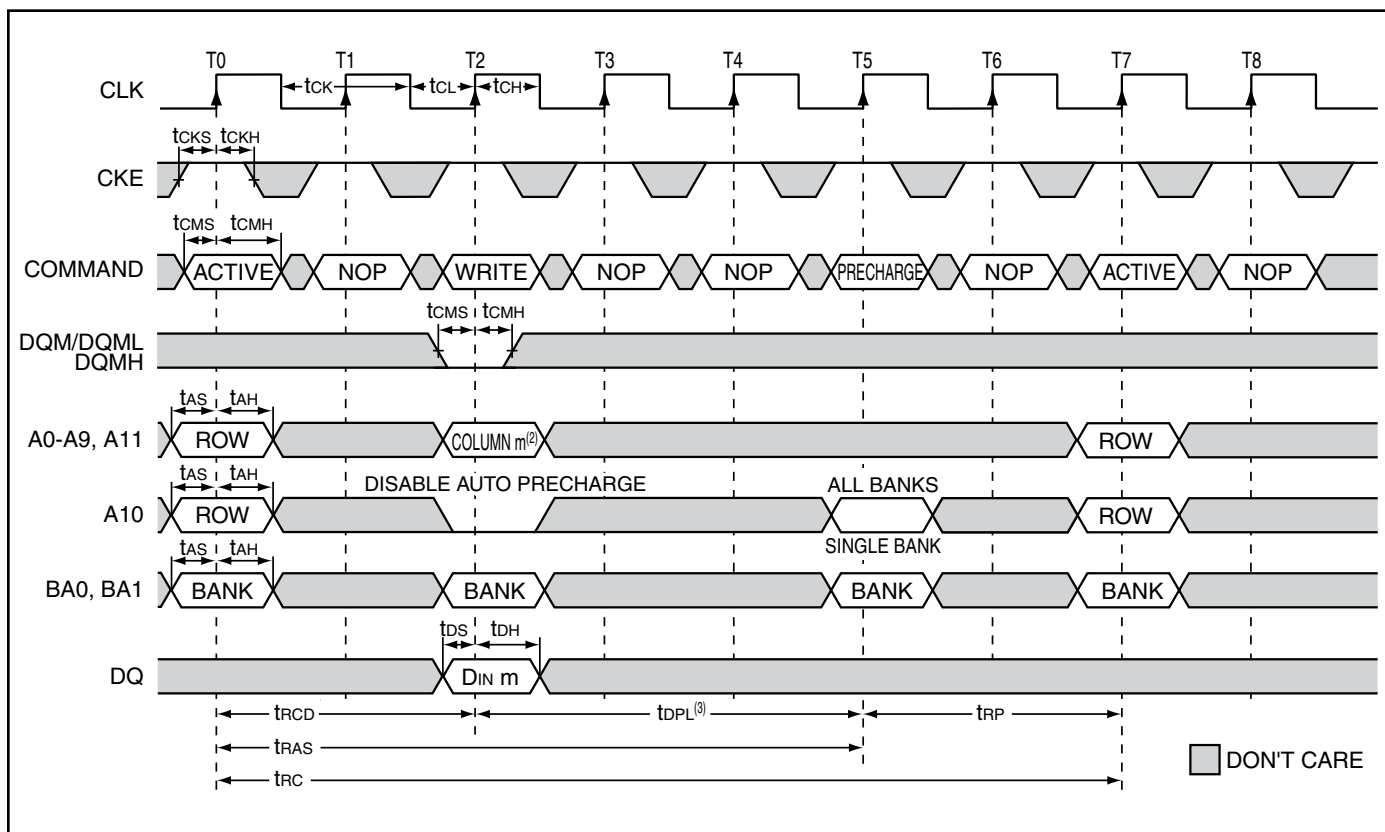 T0 T1 T2 T3 T4 T5 T6 T7 T8
CLK tCK tCL tCH
tCKS tCKH
CKE
tCMS tCMH
COMMAND ACTIVE NOP WRITE NOP NOP PRECHARGE NOP ACTIVE NOP
tCMS tCMH
DQM/DQML
DQMH
tAS tAH
A0-A9, A11 ROW COLUMN m(2) ROW
tAS tAH DISABLE AUTO PRECHARGE ALL BANKS
A10 ROW ROW
tAS tAH SINGLE BANK
BA0, BA1 BANK BANK BANK BANK
tDS tDH
DQ DIN m
tRCD tDPL(3) tRP
tRAS
DON'T CARE
tRC